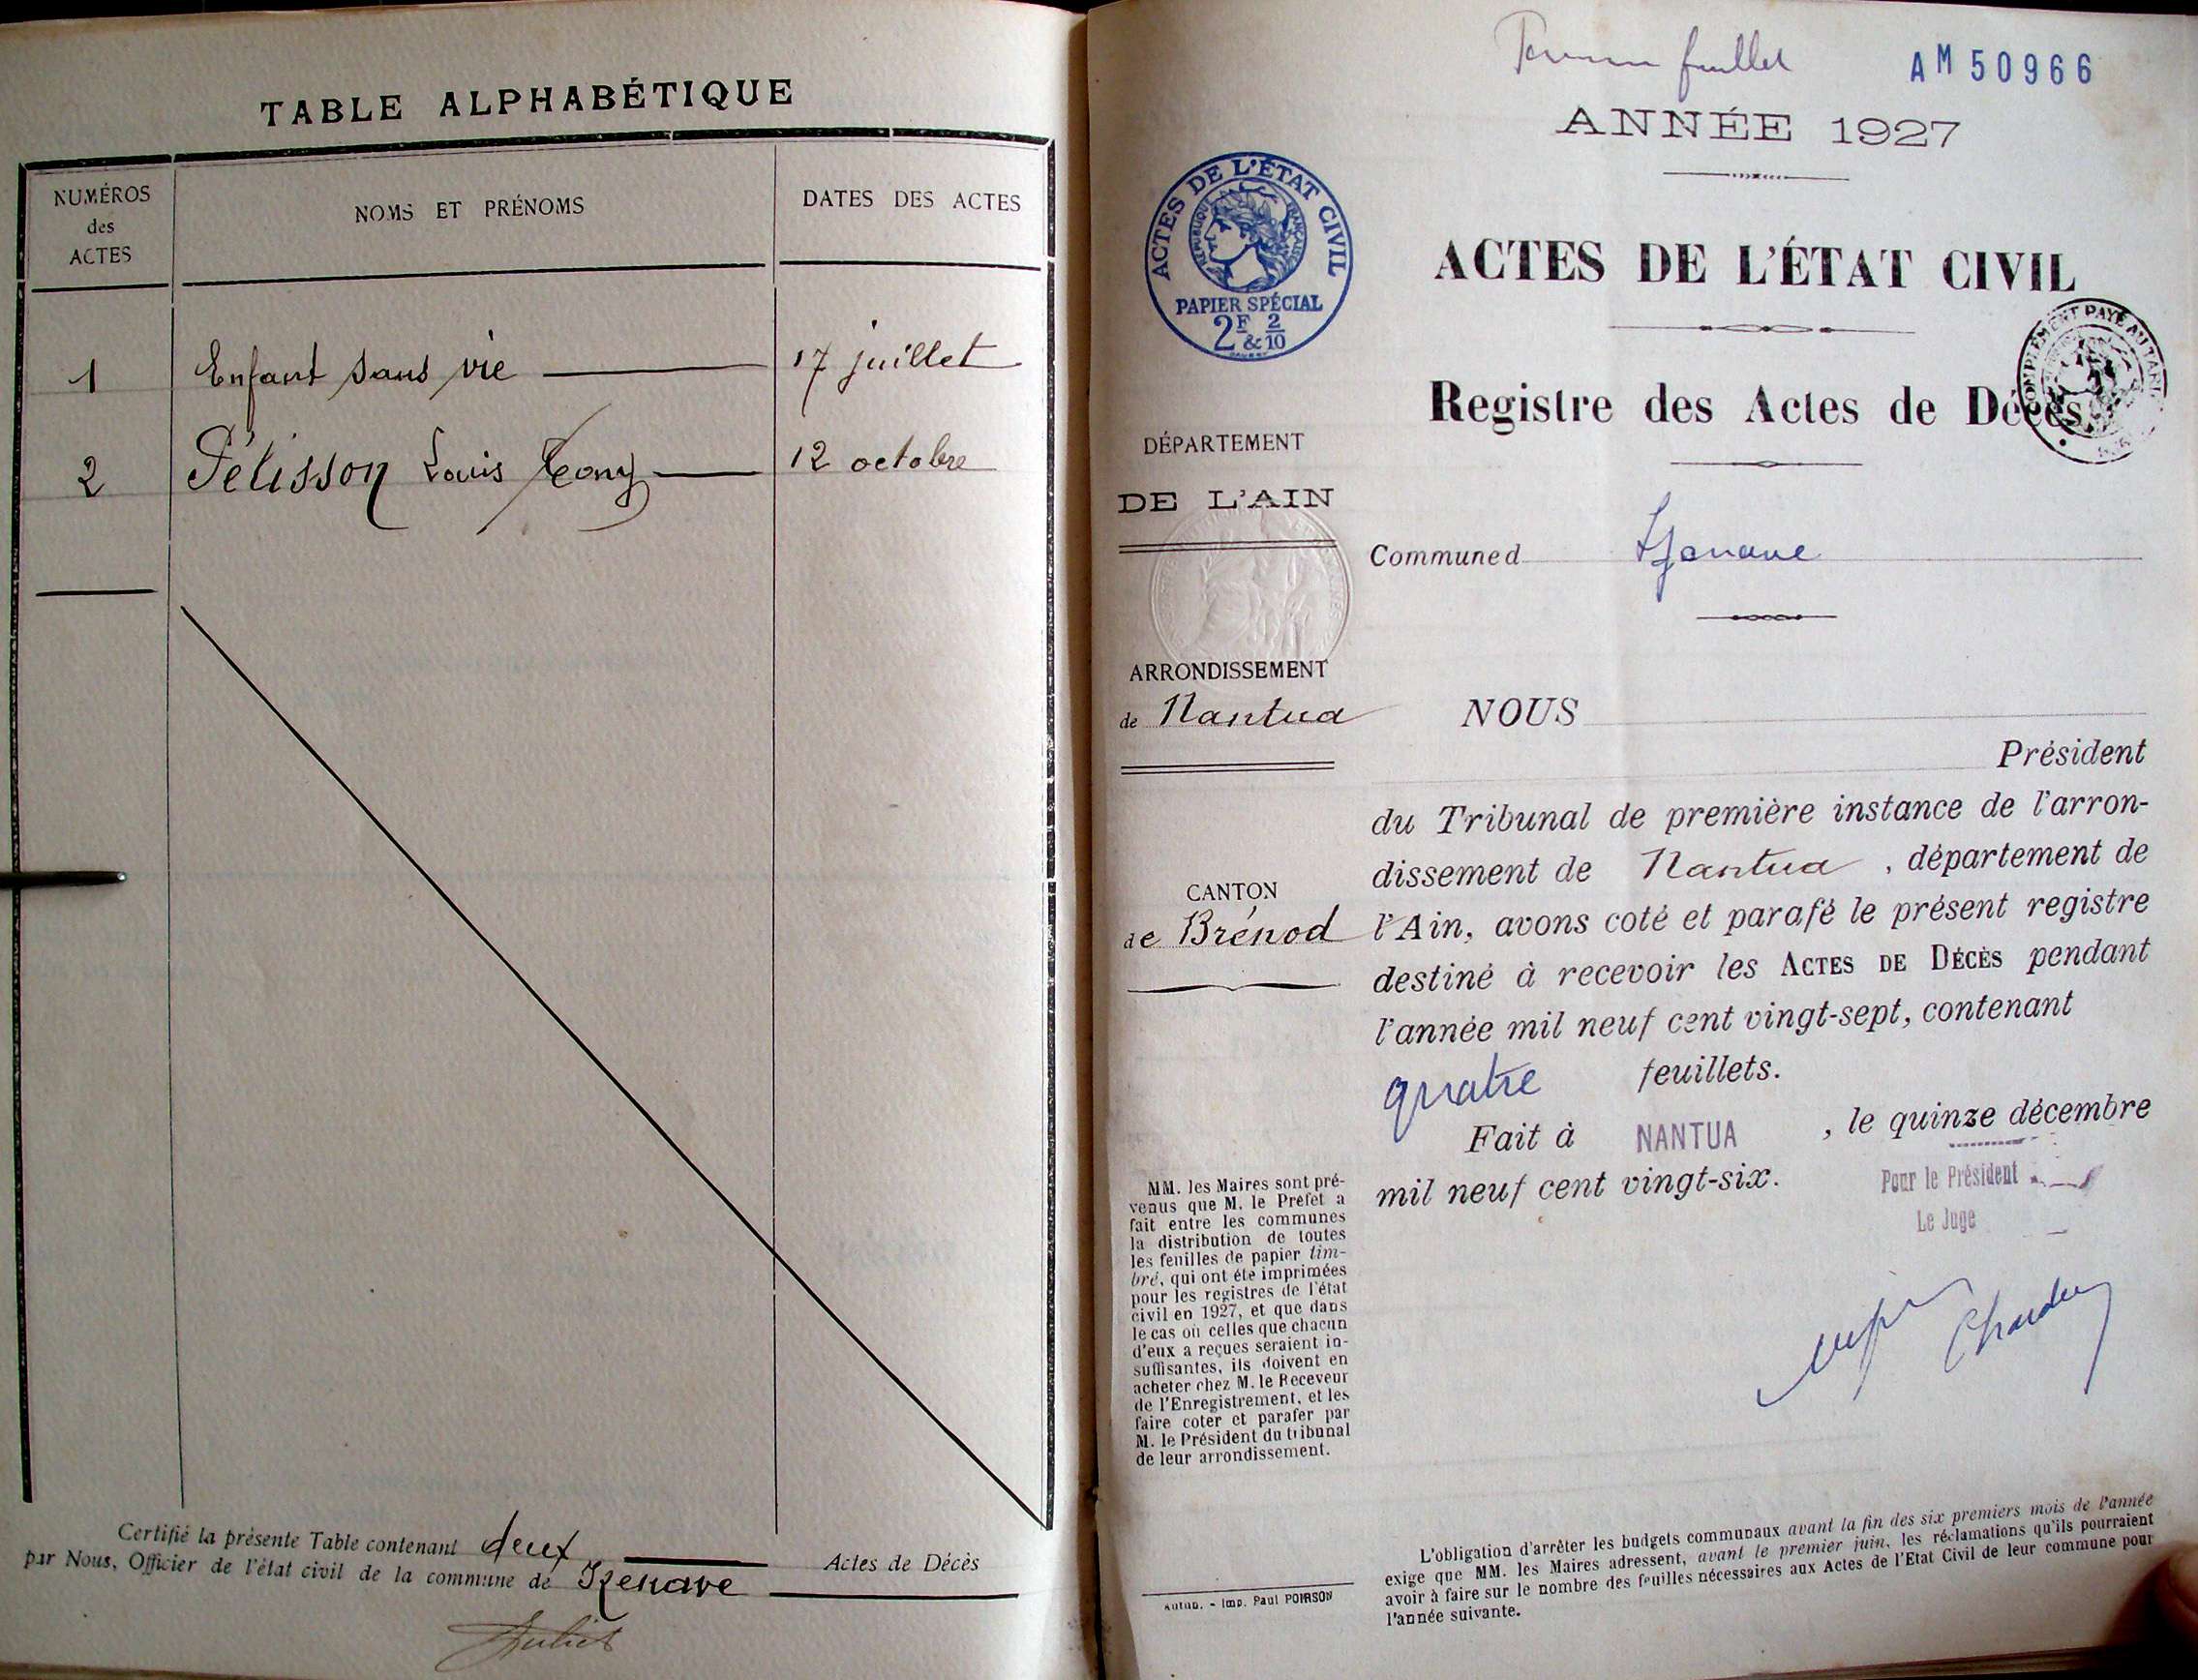 TABLE ALPHABÉTIQUE
NUMÉROS
des
ACTES
NOMS ET PRÉNOMS
DATES DES ACTES
1 Enfant sans vie 17 juillet
2 Pélisson Louis 12 octobre
Certifié la présente Table contenant deux Actes de Décès
par Nous, Officier de l'état civil de la commune de Izenave
feuillet
AM 50966
ANNÉE 1927
ACTES DE L'ÉTAT CIVIL
RÉPUBLIQUE FRANÇAISE
PAPIER SPÉCIAL
2F & 2/10
ACTES DE L'ÉTAT CIVIL
COMPLÉMENT PAYÉ AU TARIF
Registre des Actes de Décès
DÉPARTEMENT
DE L'AIN
Commune d Izenave
ARRONDISSEMENT
de Nantua
CANTON
de Brénod
NOUS
Président
du Tribunal de première instance de l'arron-
dissement de Nantua, département de
l'Ain, avons coté et parafé le présent registre
destiné à recevoir les ACTES DE DÉCÈS pendant
l'année mil neuf cent vingt-sept, contenant
quatre feuillets.
Fait à NANTUA, le quinze décembre
mil neuf cent vingt-six.
Pour le Président
Le Juge
MM. les Maires sont pré-
venus que M. le Préfet a
fait entre les communes
la distribution de toutes
les feuilles de papier tim-
bré, qui ont été imprimées
pour les registres de l'état
civil en 1927, et que dans
le cas où celles que chacun
d'eux a reçues seraient in-
suffisantes, ils doivent en
acheter chez M. le Receveur
de l'Enregistrement, et les
faire coter et parafer par
M. le Président du tribunal
de leur arrondissement.
Imp. Paul POIRSON
L'obligation d'arrêter les budgets communaux avant la fin des six premiers mois de l'année
exige que MM. les Maires adressent, avant le premier juin, les réclamations qu'ils pourraient
avoir à faire sur le nombre des feuilles nécessaires aux Actes de l'Etat Civil de leur commune pour
l'année suivante.